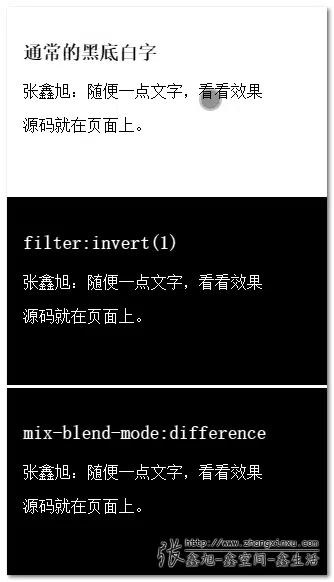 通常的黑底白字
张鑫旭：随便一点文字，看看效果
源码就在页面上。
filter:invert(1)
张鑫旭：随便一点文字，看看效果
源码就在页面上。
mix-blend-mode:difference
张鑫旭：随便一点文字，看看效果
源码就在页面上。
http://www.zhangxinxu.com
张鑫旭-鑫空间-鑫生活